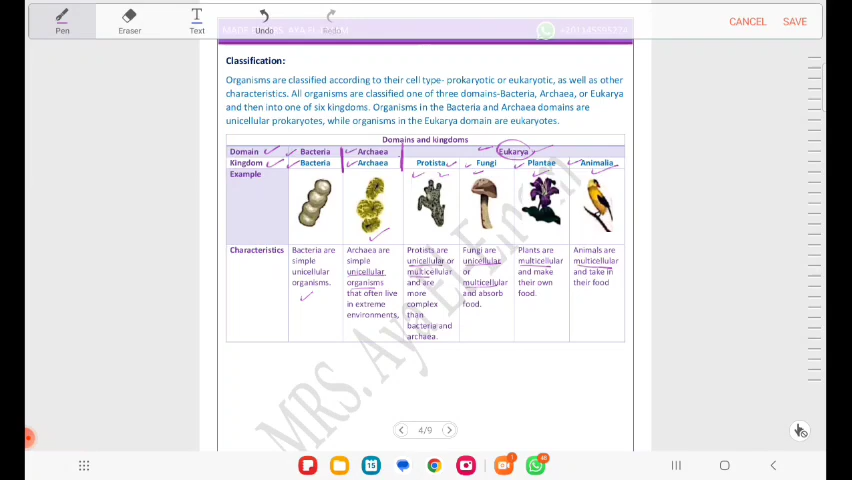 Pen
Eraser
Text
Undo
Redo
CANCEL
SAVE
Classification:
Organisms are classified according to their cell type- prokaryotic or eukaryotic, as well as other
characteristics. All organisms are classified one of three domains-Bacteria, Archaea, or Eukarya
and then into one of six kingdoms. Organisms in the Bacteria and Archaea domains are
unicellular prokaryotes, while organisms in the Eukarya domain are eukaryotes.
Domains and kingdoms
Domain Bacteria Archaea Eukarya
Kingdom Bacteria Archaea Protista Fungi Plantae Animalia
Example
Characteristics
Bacteria are
simple
unicellular
organisms.
Archaea are
simple
unicellular
organisms
that often live
in extreme
environments,
Protists are
unicellular or
multicellular
and are
more
complex
than
bacteria and
archaea.
Fungi are
unicellular
or
multicellular
and absorb
food.
Plants are
multicellular
and make
their own
food.
Animals are
multicellular
and take in
their food
MRS. Aya El-Emam
4/9
15
1
48